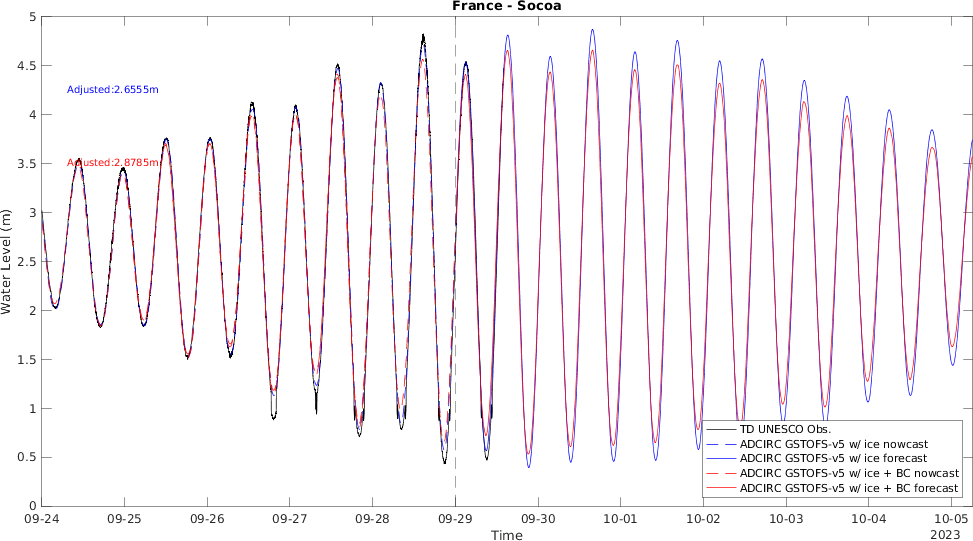 France - Socoa
5
4.5
4
3.5
3
2.5
2
1.5
1
0.5
0
Water Level (m)
Adjusted:2.6555m
Adjusted:2.8785m
TD UNESCO Obs.
ADCIRC GSTOFS-v5 w/ ice nowcast
ADCIRC GSTOFS-v5 w/ ice forecast
ADCIRC GSTOFS-v5 w/ ice + BC nowcast
ADCIRC GSTOFS-v5 w/ ice + BC forecast
09-24 09-25 09-26 09-27 09-28 09-29 09-30 10-01 10-02 10-03 10-04 10-05
2023
Time